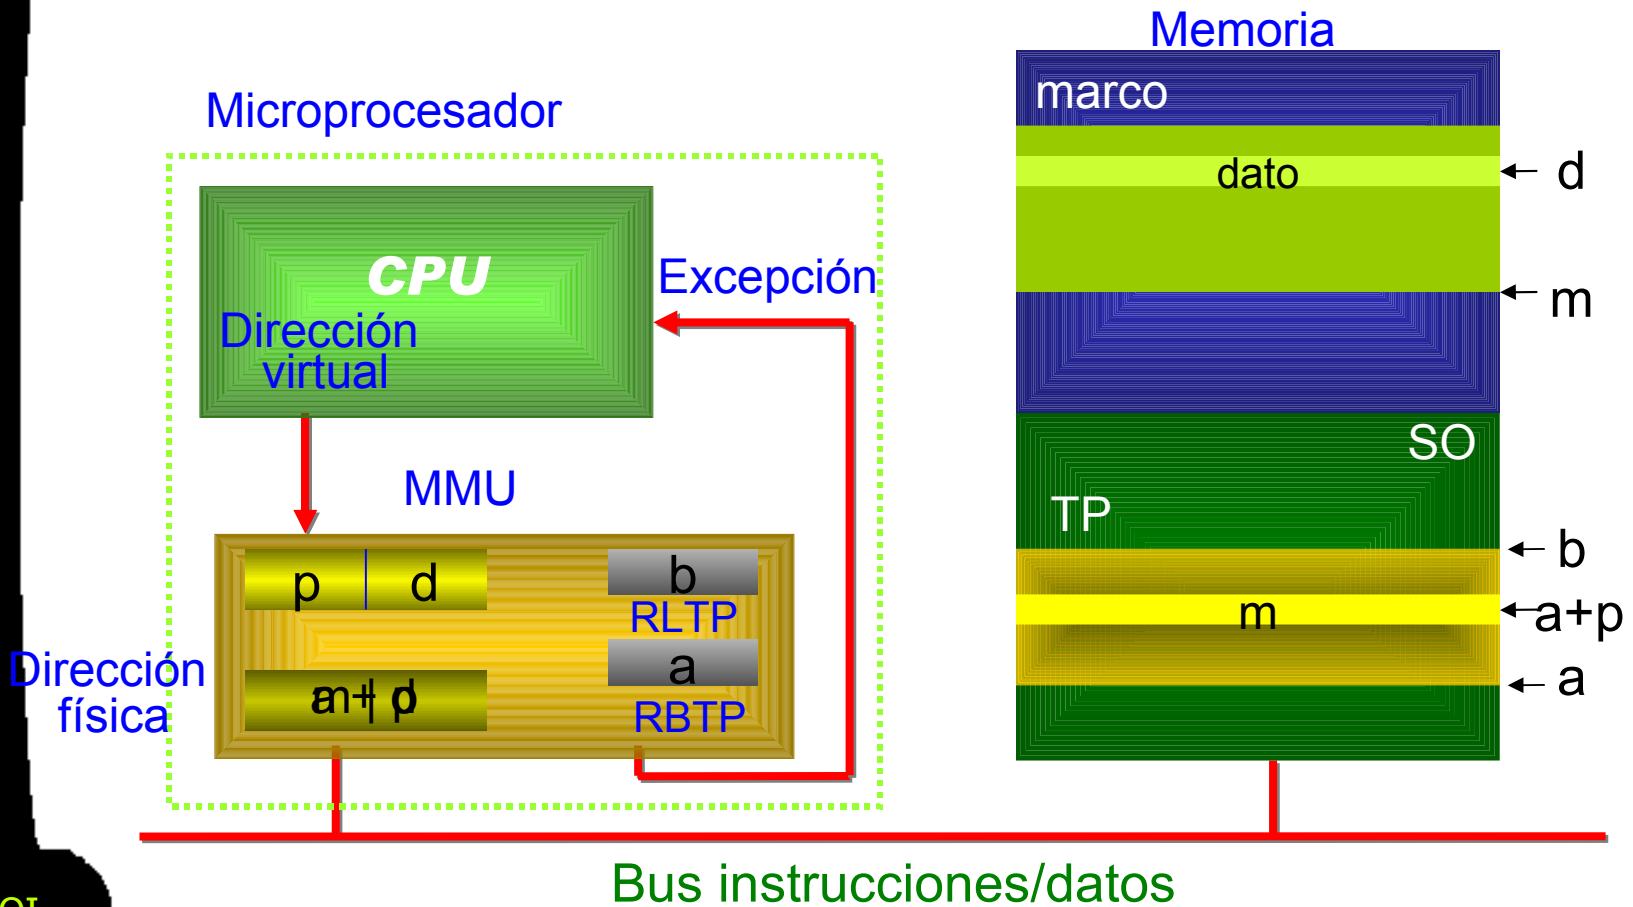 Memoria
marco
Microprocesador
dato
d
CPU
Excepción
m
Dirección
virtual
SO
MMU
TP
b
p d
b
RLTP
m
a+p
a
Dirección
física
a
RBTP
Bus instrucciones/datos